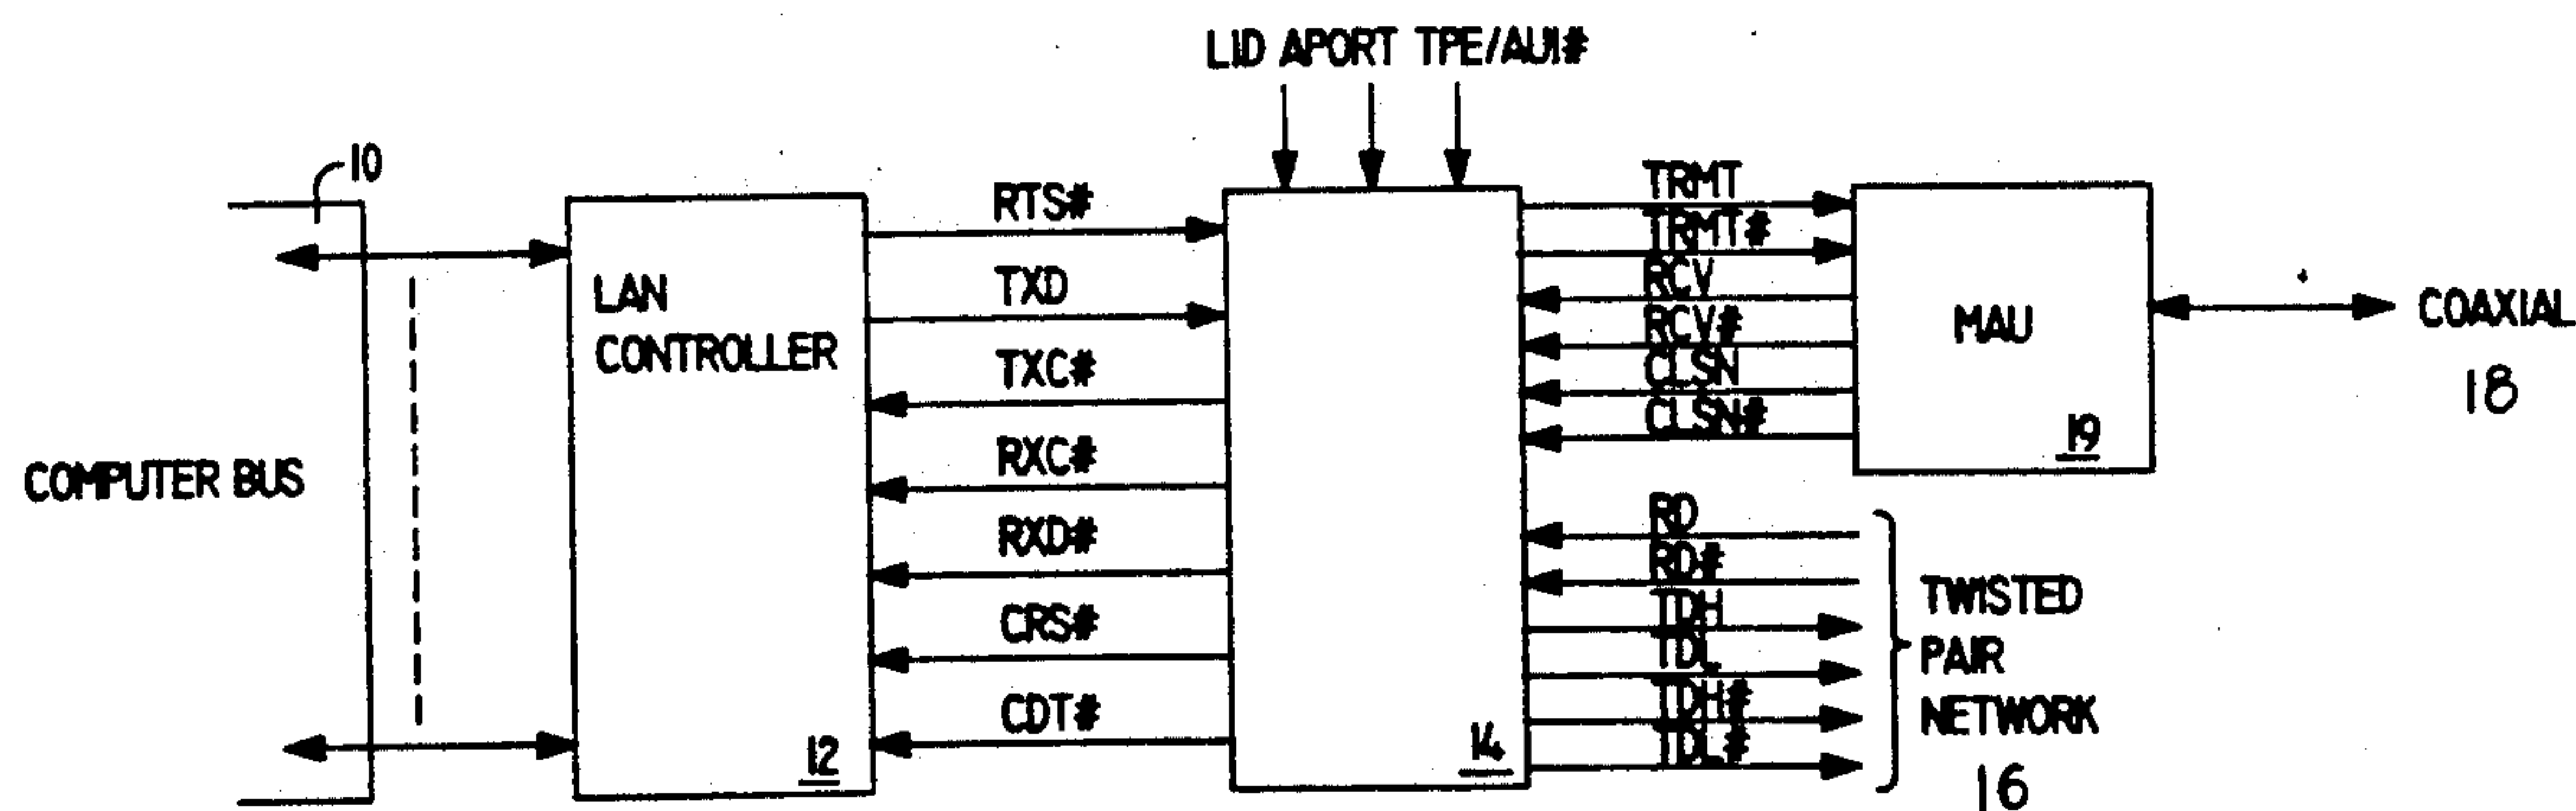 LID APORT TPE/AUI#
10
COMPUTER BUS
LAN
CONTROLLER
12
RTS#
TXD
TXC#
RXC#
RXD#
CRS#
CDT#
14
TRMT
TRMT#
RCV
RCV#
CLSN
CLSN#
MAU
19
COAXIAL
18
RD
RD#
TDH
TDL
TDH#
TDL#
TWISTED
PAIR
NETWORK
16